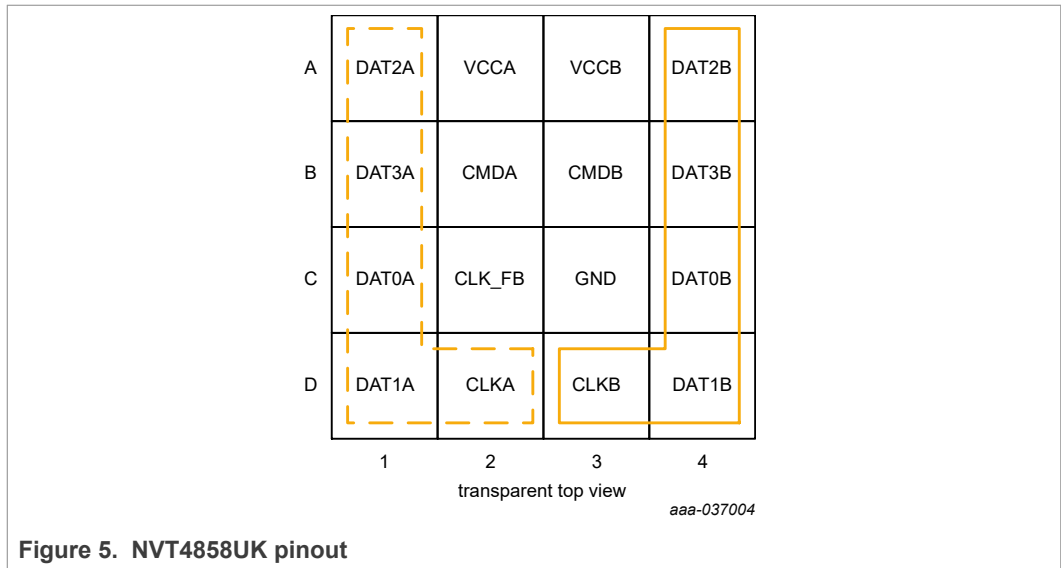 A DAT2A VCCA VCCB DAT2B
B DAT3A CMDA CMDB DAT3B
C DAT0A CLK_FB GND DAT0B
D DAT1A CLKA CLKB DAT1B
1 2 3 4
transparent top view
aaa-037004
Figure 5. NVT4858UK pinout